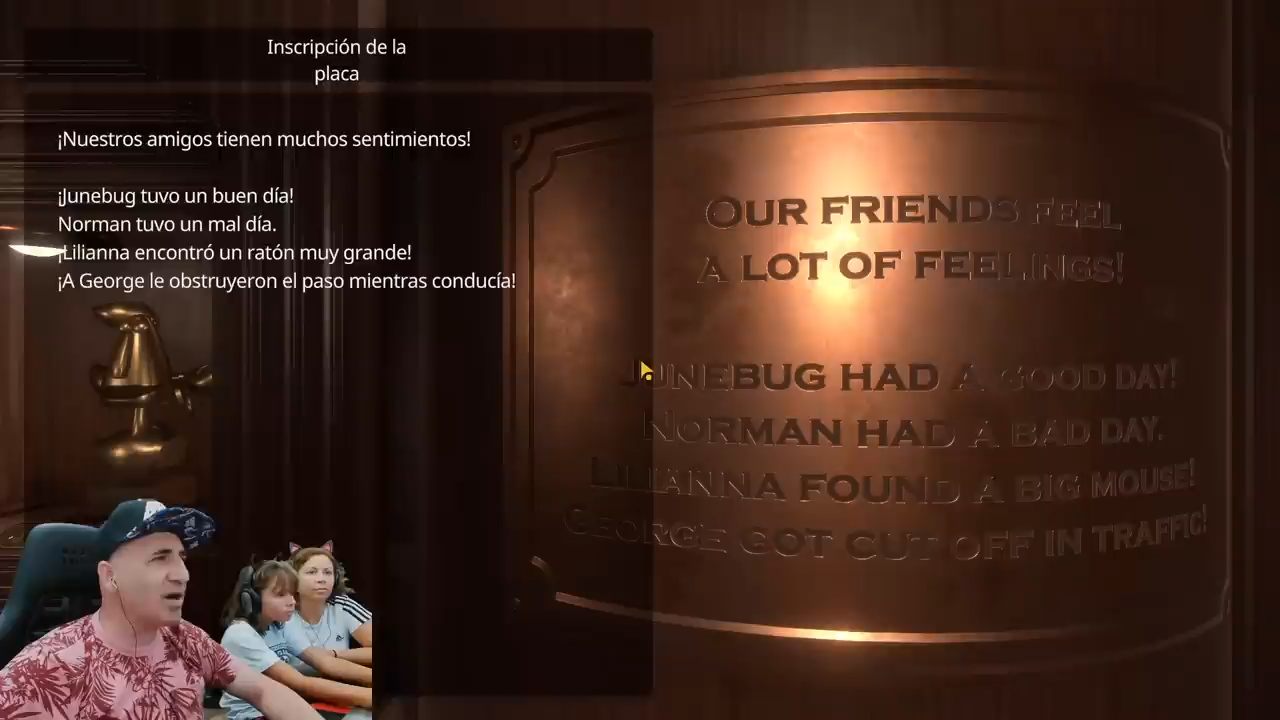 Inscripción de la
placa
¡Nuestros amigos tienen muchos sentimientos!
¡Junebug tuvo un buen día!
Norman tuvo un mal día.
¡Lilianna encontró un ratón muy grande!
¡A George le obstruyeron el paso mientras conducía!
OUR FRIENDS FEEL
A LOT OF FEELINGS!
JUNEBUG HAD A GOOD DAY!
NORMAN HAD A BAD DAY.
LILIANNA FOUND A BIG MOUSE!
GEORGE GOT CUT OFF IN TRAFFIC!